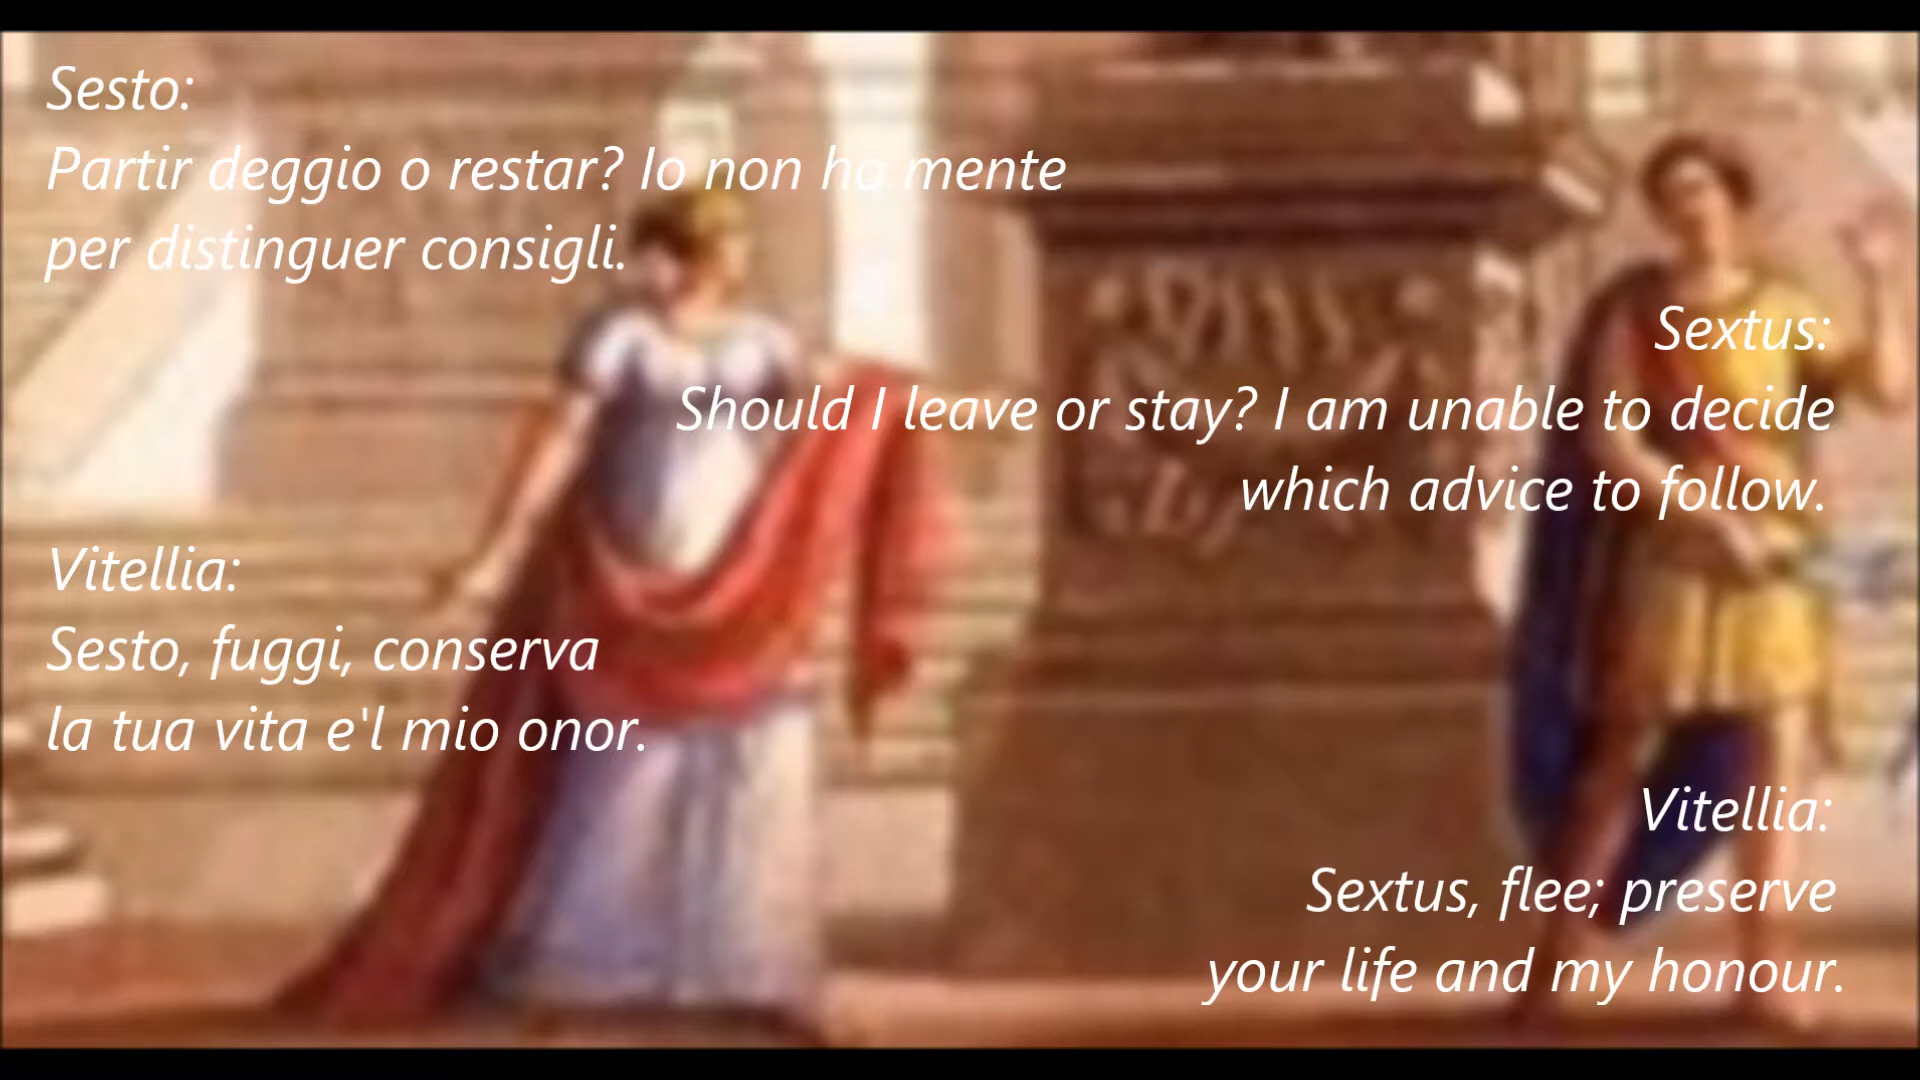 Sesto:
Partir deggio o restar? Io non ho mente
per distinguer consigli.
Sextus:
Should I leave or stay? I am unable to decide
which advice to follow.
Vitellia:
Sesto, fuggi, conserva
la tua vita e'l mio onor.
Vitellia:
Sextus, flee; preserve
your life and my honour.